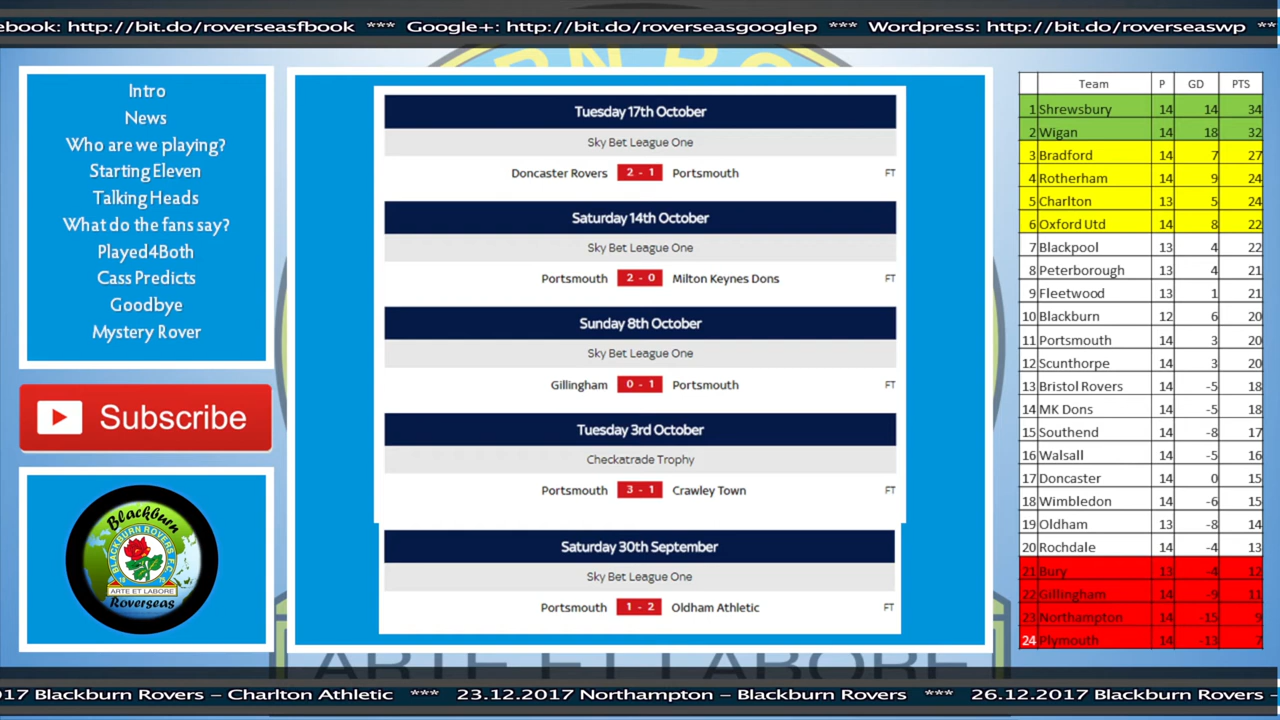 ebook: http://bit.do/roverseasfbook *** Google+: http://bit.do/roverseasgooglep *** Wordpress: http://bit.do/roverseaswp **
Intro
News
Who are we playing?
Starting Eleven
Talking Heads
What do the fans say?
Played4Both
Cass Predicts
Goodbye
Mystery Rover
Subscribe
Blackburn
BLACKBURN ROVERS F.C.
18 75
ARTE ET LABORE
Roverseas
Tuesday 17th October
Sky Bet League One
Doncaster Rovers 2 - 1 Portsmouth FT
Saturday 14th October
Sky Bet League One
Portsmouth 2 - 0 Milton Keynes Dons FT
Sunday 8th October
Sky Bet League One
Gillingham 0 - 1 Portsmouth FT
Tuesday 3rd October
Checkatrade Trophy
Portsmouth 3 - 1 Crawley Town FT
Saturday 30th September
Sky Bet League One
Portsmouth 1 - 2 Oldham Athletic FT
Team P GD PTS
1 Shrewsbury 14 14 34
2 Wigan 14 18 32
3 Bradford 14 7 27
4 Rotherham 14 9 24
5 Charlton 13 5 24
6 Oxford Utd 14 8 22
7 Blackpool 13 4 22
8 Peterborough 13 4 21
9 Fleetwood 13 1 21
10 Blackburn 12 6 20
11 Portsmouth 14 3 20
12 Scunthorpe 14 3 20
13 Bristol Rovers 14 -5 18
14 MK Dons 14 -5 18
15 Southend 14 -8 17
16 Walsall 14 -5 16
17 Doncaster 14 0 15
18 Wimbledon 14 -6 15
19 Oldham 13 -8 14
20 Rochdale 14 -4 13
21 Bury 13 -4 12
22 Gillingham 14 -9 11
23 Northampton 14 -15 9
24 Plymouth 14 -13 7
ARTE ET LABORE
017 Blackburn Rovers – Charlton Athletic *** 23.12.2017 Northampton – Blackburn Rovers *** 26.12.2017 Blackburn Rovers –